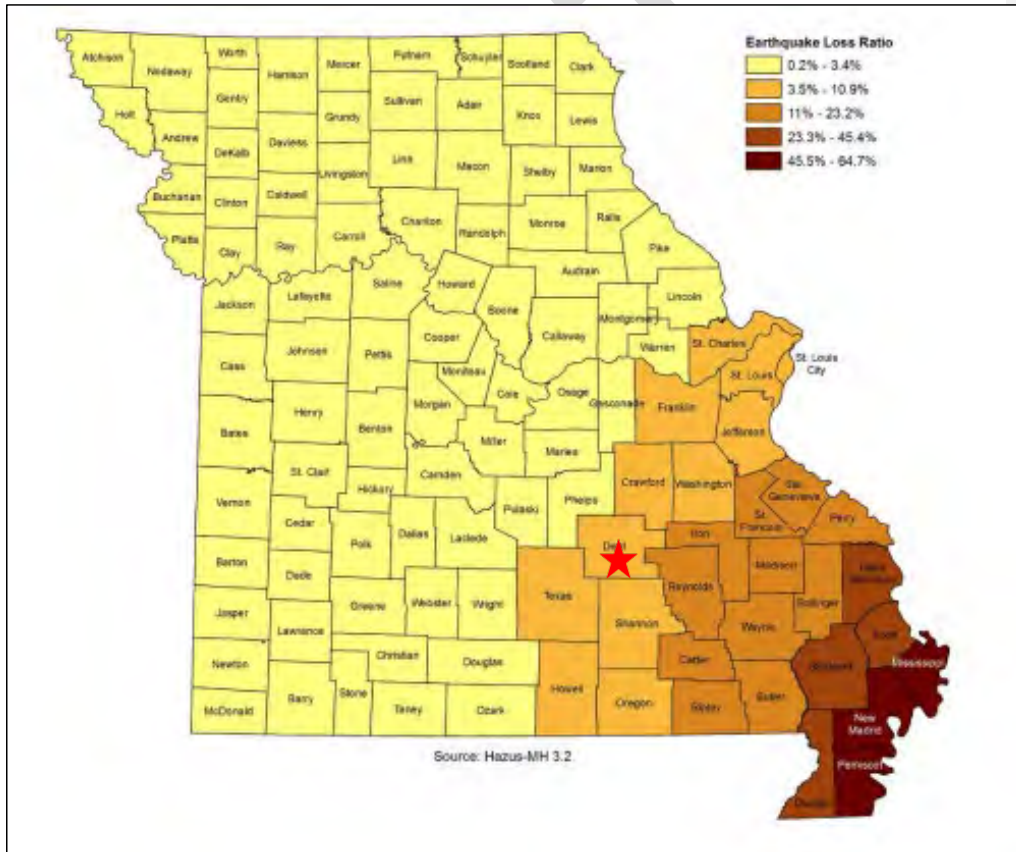 Earthquake Loss Ratio
0.2% - 3.4%
3.5% - 10.9%
11% - 23.2%
23.3% - 45.4%
45.5% - 64.7%
Atchison
Nodaway
Worth
Harrison
Mercer
Putnam
Schuyler
Scotland
Clark
Gentry
Sullivan
Adair
Knox
Lewis
Holt
Andrew
DeKalb
Daviess
Grundy
Linn
Macon
Shelby
Marion
Buchanan
Clinton
Caldwell
Livingston
Chariton
Randolph
Monroe
Ralls
Pike
Platte
Clay
Ray
Carroll
Saline
Howard
Boone
Audrain
Lincoln
Jackson
Lafayette
Cooper
Callaway
Montgomery
Warren
St. Charles
St. Louis
City
Cass
Johnson
Pettis
Moniteau
Cole
Osage
Gasconade
Franklin
St. Louis
Jefferson
Bates
Henry
Benton
Morgan
Miller
Maries
St. Clair
Camden
Hickory
Pulaski
Phelps
Crawford
Washington
Ste.
Genevieve
St.
Francois
Perry
Vernon
Cedar
Polk
Dallas
Laclede
Dent
Iron
Madison
Barton
Dade
Texas
Reynolds
Bollinger
Cape
Girardeau
Jasper
Greene
Webster
Wright
Shannon
Wayne
Scott
Lawrence
Christian
Douglas
Carter
Stoddard
Mississippi
Newton
Barry
Stone
Taney
Ozark
Howell
Oregon
Ripley
Butler
McDonald
New
Madrid
Pemiscot
Dunklin
Source: Hazus-MH 3.2